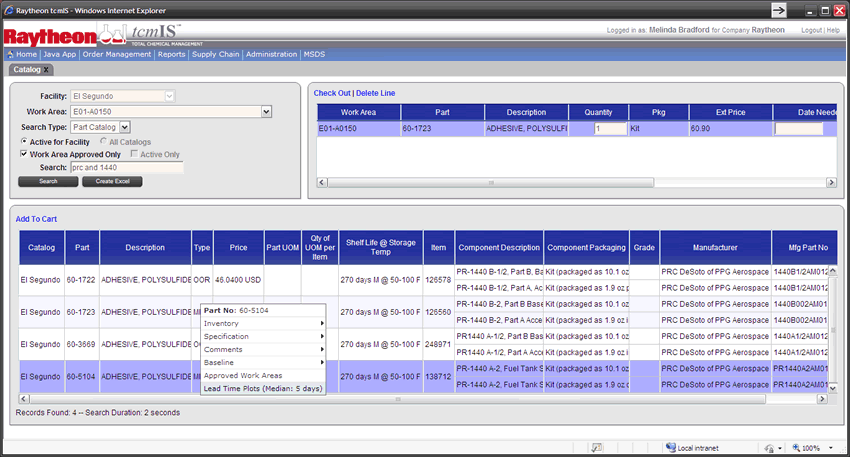 Raytheon tcmIS - Windows Internet Explorer
Raytheon tcmIS™
TOTAL CHEMICAL MANAGEMENT
Logged in as: Melinda Bradford for Company Raytheon Logout | Help
Home | Java App | Order Management | Reports | Supply Chain | Administration | MSDS
Catalog X
Facility: El Segundo
Work Area: E01-A0150
Search Type: Part Catalog
Active for Facility All Catalogs
Work Area Approved Only Active Only
Search: prc and 1440
Search Create Excel
Check Out | Delete Line
Work Area Part Description Quantity Pkg Ext Price Date Neede
E01-A0150 60-1723 ADHESIVE, POLYSULFI 1 Kit 60.90
Add To Cart
Catalog Part Description Type Price Part UOM Qty of UOM per Item Shelf Life @ Storage Temp Item Component Description Component Packaging Grade Manufacturer Mfg Part No
El Segundo 60-1722 ADHESIVE, POLYSULFIDE OOR 46.0400 USD 270 days M @ 50-100 F 126578
PR-1440 B-1/2, Part B, Ba Kit (packaged as 10.1 oz PRC DeSoto of PPG Aerospace 1440B1/2AM012
PR-1440 B-1/2, Part A, Acc Kit (packaged as 1.9 oz p PRC DeSoto of PPG Aerospace 1440B1/2AM012
El Segundo 60-1723 ADHESIVE, POLYSULFIDE 270 days M @ 50-100 F 126560
PR-1440 B-2, Part B Base Kit (packaged as 10.1 oz PRC DeSoto of PPG Aerospace 1440B002AM01
PR-1440 B-2, Part A Acce Kit (packaged as 1.9 oz. PRC DeSoto of PPG Aerospace 1440B002AM01
El Segundo 60-3669 ADHESIVE, POLYSULFIDE 270 days M @ 50-100 F 248971
PR1440 A-1/2, Part B Base Kit (packaged as 10.1 oz PRC DeSoto of PPG Aerospace 1440A1/2AM012
PR1440 A-1/2, Part A Acce Kit (packaged as 1.9 oz. PRC DeSoto of PPG Aerospace 1440A1/2AM012
El Segundo 60-5104 ADHESIVE, POLYSULFIDE 270 days M @ 50-100 F 138712
PR-1440 A-2, Fuel Tank S Kit (packaged as 10.1 oz PRC DeSoto of PPG Aerospace PR1440A2AM01
PR-1440 A-2, Fuel Tank S Kit (packaged as 1.9 oz. PRC DeSoto of PPG Aerospace PR1440A2AM01
Part No: 60-5104
Inventory
Specification
Comments
Baseline
Approved Work Areas
Lead Time Plots (Median: 5 days)
Records Found: 4 -- Search Duration: 2 seconds
Local intranet 100%